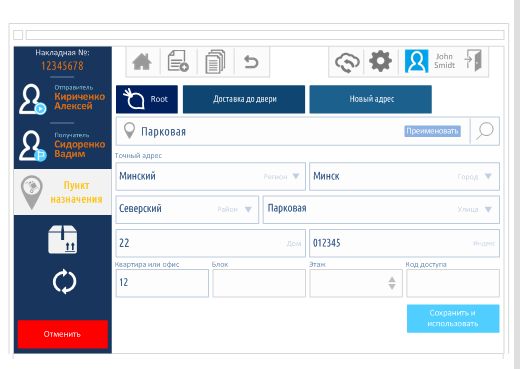 Накладная №:
12345678
John
Smidt
Отправитель
Кириченко
Алексей
Root
Доставка до двери
Новый адрес
Получатель
Сидоренко
Вадим
Парковая
Преименовать
Точный адрес
Минский
Регион
Минск
Город
Пункт
назначения
Северский
Район
Парковая
Улица
22
Дом
012345
Индекс
Квартира или офис
Блок
Этаж
Код доступа
12
Сохранить и
использовать
Отменить